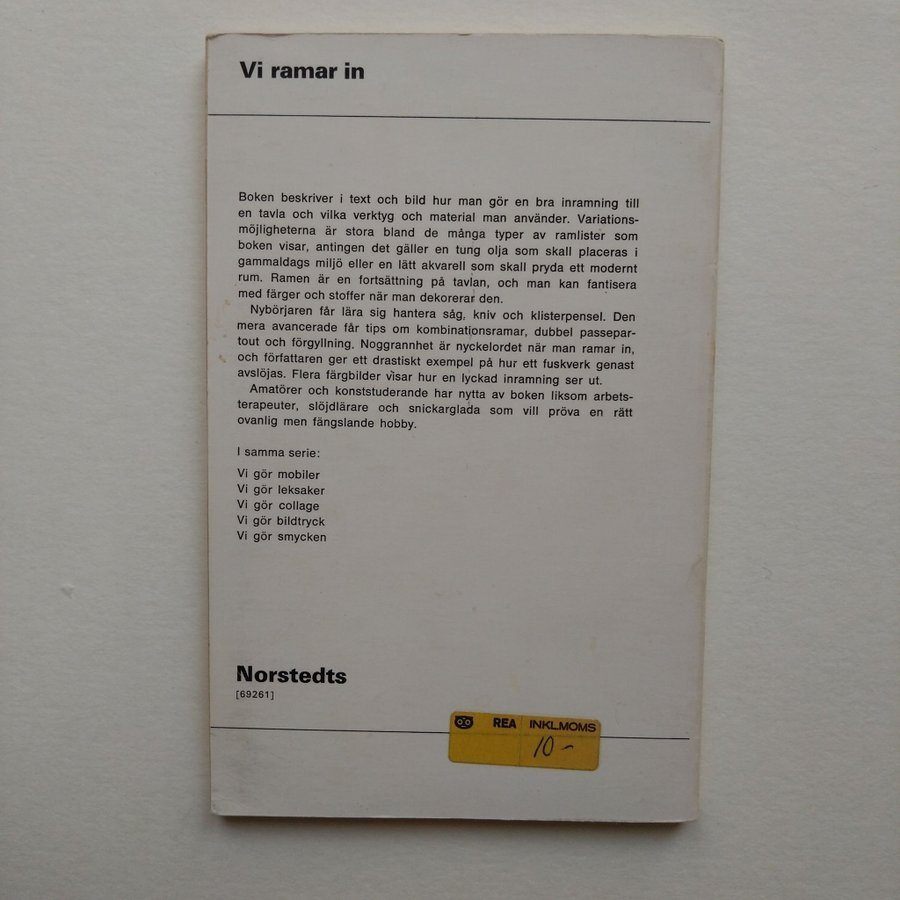 Vi ramar in
Boken beskriver i text och bild hur man gör en bra inramning till
en tavla och vilka verktyg och material man använder. Variations-
möjligheterna är stora bland de många typer av ramlister som
boken visar, antingen det gäller en tung olja som skall placeras i
gammaldags miljö eller en lätt akvarell som skall pryda ett modernt
rum. Ramen är en fortsättning på tavlan, och man kan fantisera
med färger och stoffer när man dekorerar den.
Nybörjaren får lära sig hantera såg, kniv och klisterpensel. Den
mera avancerade får tips om kombinationsramar, dubbel passepar-
tout och förgyllning. Noggrannhet är nyckelordet när man ramar in,
och författaren ger ett drastiskt exempel på hur ett fuskverk genast
avslöjas. Flera färgbilder visar hur en lyckad inramning ser ut.
Amatörer och konststuderande har nytta av boken liksom arbets-
terapeuter, slöjdlärare och snickarglada som vill pröva en rätt
ovanlig men fängslande hobby.
I samma serie:
Vi gör mobiler
Vi gör leksaker
Vi gör collage
Vi gör bildtryck
Vi gör smycken
Norstedts
[69261]
REA INKL.MOMS
10-